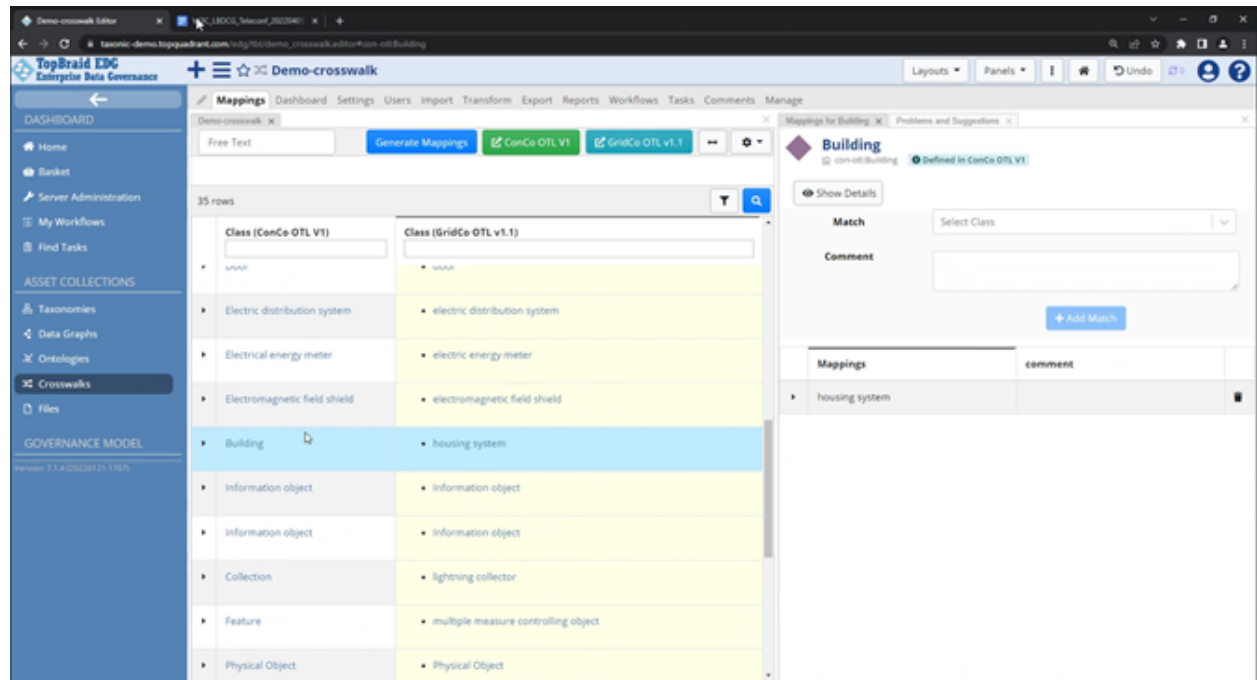 Demo-crosswalk Editor
LBDCG_Teleconf_2022040
taxonic-demo.topquadrant.com/edg/tbl/demo_crosswalk.editor#con-otl:Building
TopBraid EDG
Enterprise Data Governance
Demo-crosswalk
Layouts
Panels
Undo
Mappings Dashboard Settings Users Import Transform Export Reports Workflows Tasks Comments Manage
DASHBOARD
Home
Basket
Server Administration
My Workflows
Find Tasks
ASSET COLLECTIONS
Taxonomies
Data Graphs
Ontologies
Crosswalks
Files
GOVERNANCE MODEL
Version: 7.1.4 (20220121-1707)
Demo-crosswalk
Free Text
Generate Mappings
ConCo OTL V1
GridCo OTL v1.1
35 rows
Class (ConCo OTL V1) Class (GridCo OTL v1.1)
Electric distribution system • electric distribution system
Electrical energy meter • electric energy meter
Electromagnetic field shield • electromagnetic field shield
Building • housing system
Information object • Information object
Information object • Information object
Collection • lightning collector
Feature • multiple measure controlling object
Physical Object • Physical Object
Mappings for Building Problems and Suggestions
Building
con-otl:Building Defined in ConCo OTL V1
Show Details
Match Select Class
Comment
+ Add Match
Mappings comment
housing system